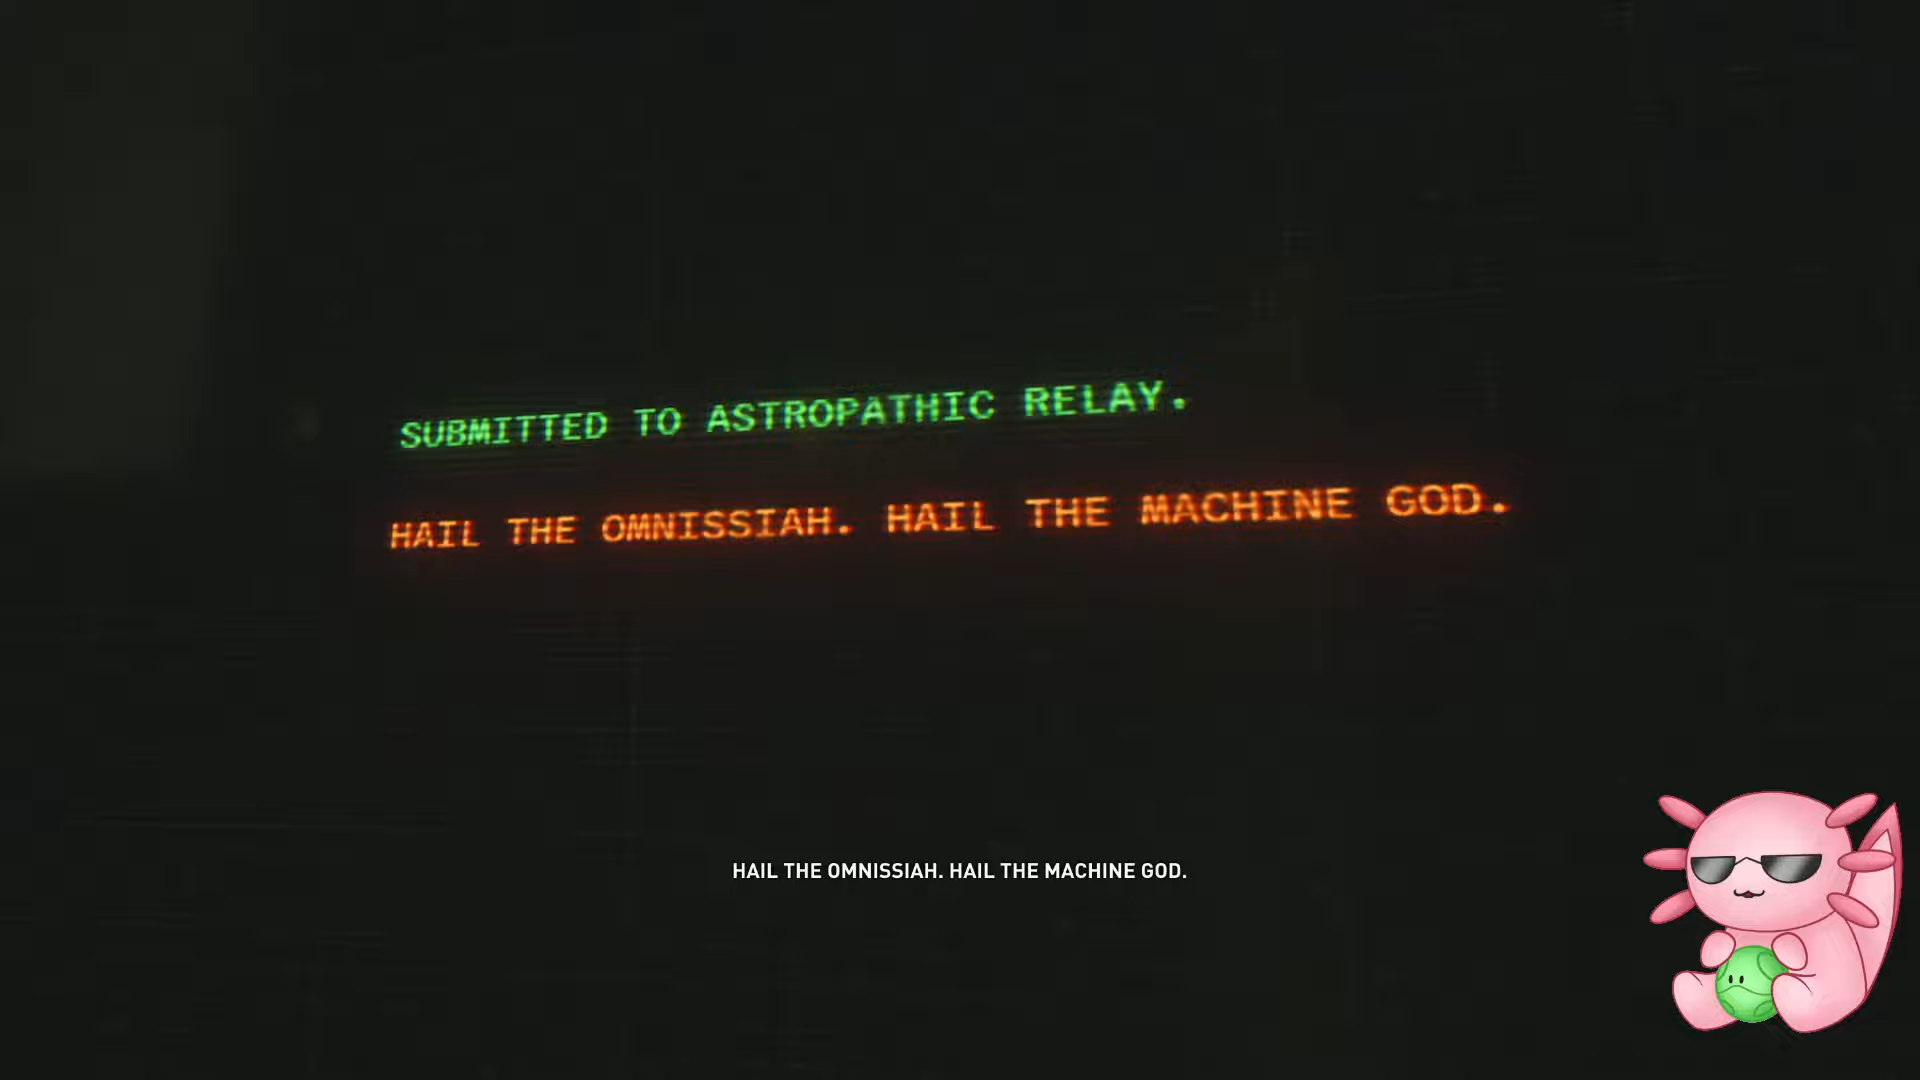 SUBMITTED TO ASTROPATHIC RELAY.
HAIL THE OMNISSIAH. HAIL THE MACHINE GOD.
HAIL THE OMNISSIAH. HAIL THE MACHINE GOD.